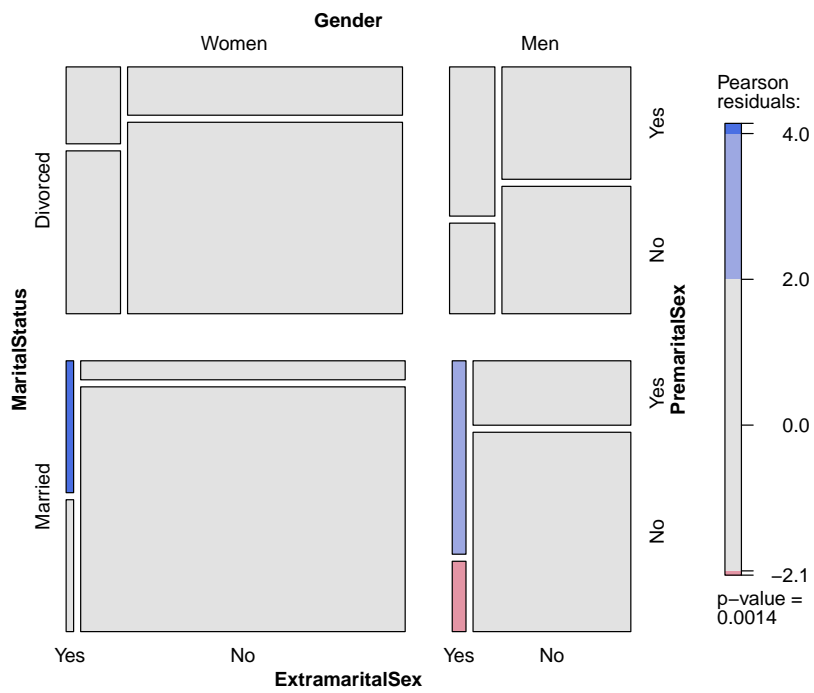 Gender
Women Men
MaritalStatus
Divorced
Married
Yes
No
Yes
No
PremaritalSex
Yes No Yes No
ExtramaritalSex
Pearson
residuals:
4.0
2.0
0.0
−2.1
p−value =
0.0014